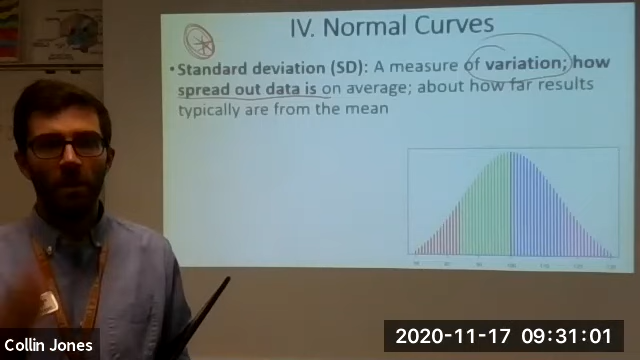 IV. Normal Curves
• Standard deviation (SD): A measure of variation; how
spread out data is on average; about how far results
typically are from the mean
Collin Jones
2020-11-17 09:31:01